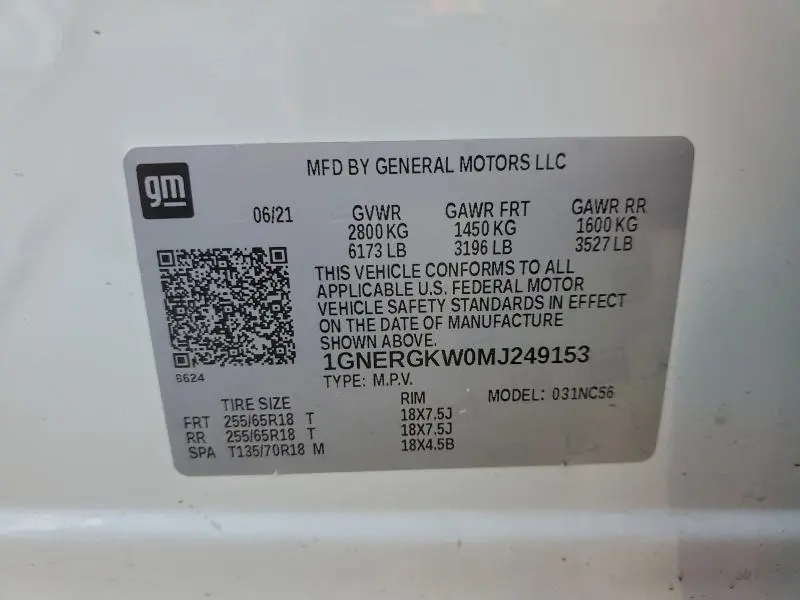 gm
MFD BY GENERAL MOTORS LLC
06/21 GVWR GAWR FRT GAWR RR
2800 KG 1450 KG 1600 KG
6173 LB 3196 LB 3527 LB
THIS VEHICLE CONFORMS TO ALL
APPLICABLE U.S. FEDERAL MOTOR
VEHICLE SAFETY STANDARDS IN EFFECT
ON THE DATE OF MANUFACTURE
SHOWN ABOVE.
1GNERGKW0MJ249153
6624
TYPE: M.P.V.
MODEL: 031NC56
TIRE SIZE RIM
FRT 255/65R18 T 18X7.5J
RR 255/65R18 T 18X7.5J
SPA T135/70R18 M 18X4.5B